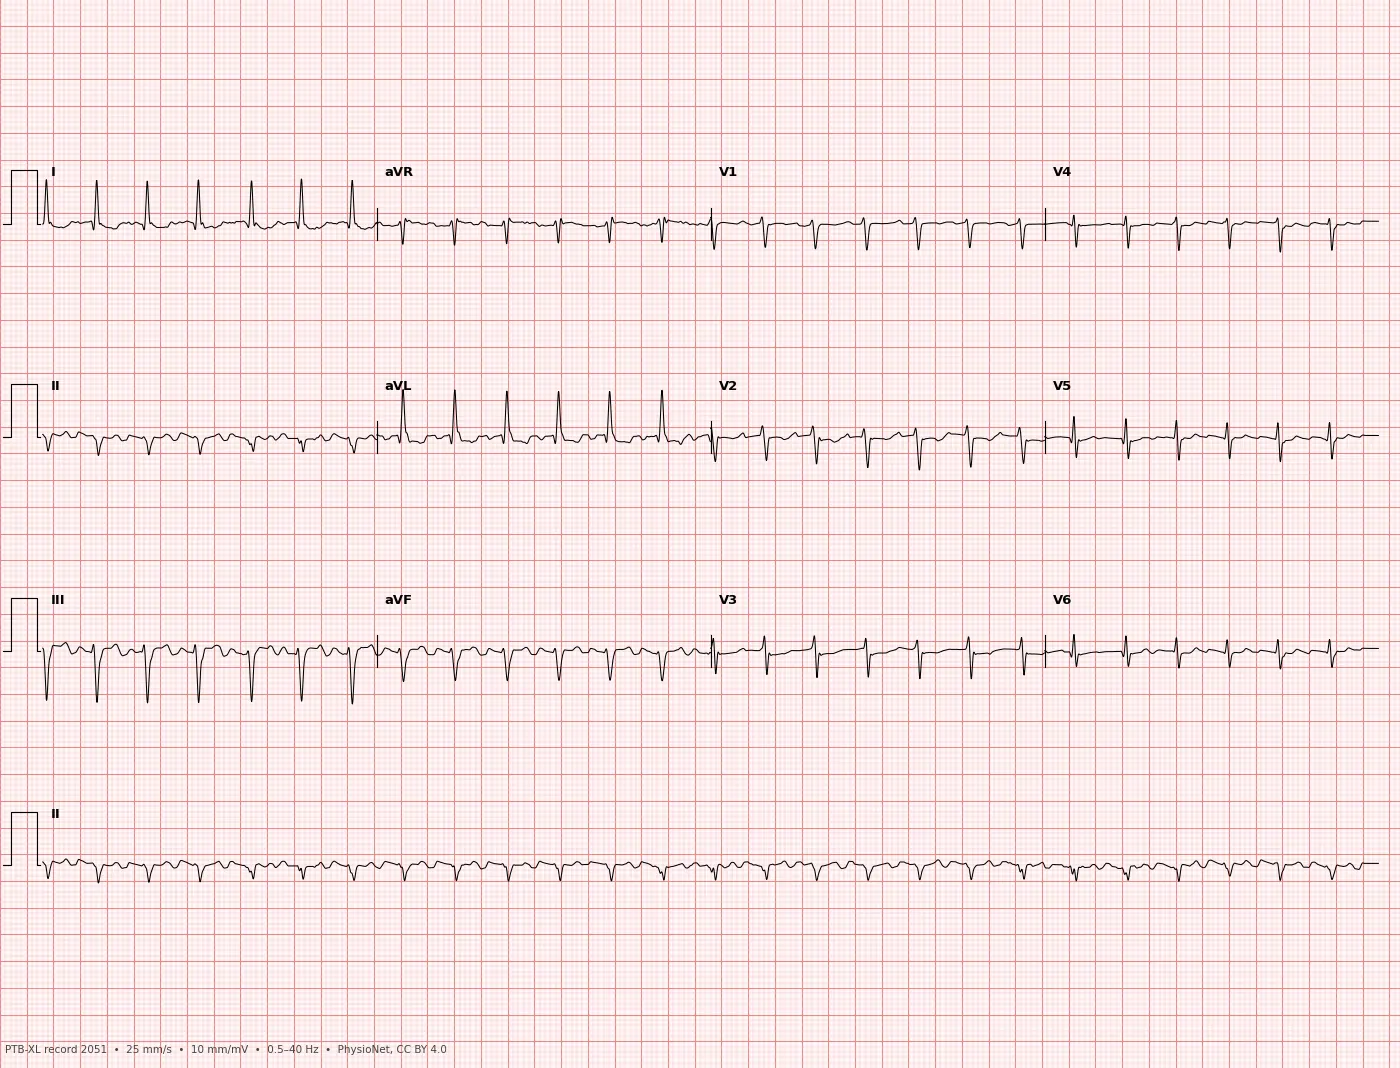 I aVR V1 V4
II aVL V2 V5
III aVF V3 V6
II
PTB-XL record 2051 • 25 mm/s • 10 mm/mV • 0.5–40 Hz • PhysioNet, CC BY 4.0